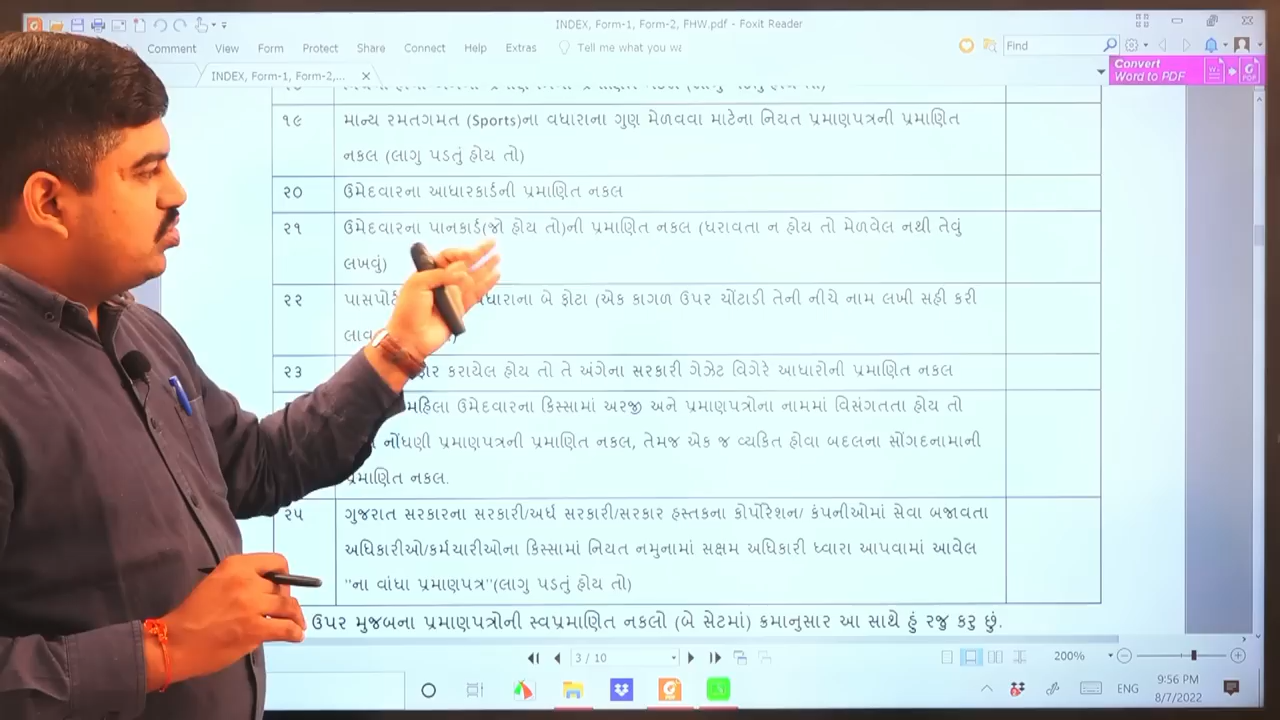 INDEX, Form-1, Form-2, FHW.pdf - Foxit Reader
Comment View Form Protect Share Connect Help Extras Tell me what you wa Find
INDEX, Form-1, Form-2,...
Convert
Word to PDF
૧૯ માન્ય રમતગમત (Sports)ના વધારાના ગુણ મેળવવા માટેના નિયત પ્રમાણપત્રની પ્રમાણિત
નકલ (લાગુ પડતું હોય તો)
૨૦ ઉમેદવારના આધારકાર્ડની પ્રમાણિત નકલ
૨૧ ઉમેદવારના પાનકાર્ડ(જો હોય તો)ની પ્રમાણિત નકલ (ધરાવતા ન હોય તો મેળવેલ નથી તેવું
લખવું)
૨૨ પાસપોર્ટ વધારાના બે ફોટા (એક કાગળ ઉપર ચોંટાડી તેની નીચે નામ લખી સહી કરી
૨૩ કરાયેલ હોય તો તે અંગેના સરકારી ગેઝેટ વિગેરે આધારોની પ્રમાણિત નકલ
મહિલા ઉમેદવારના કિસ્સામાં અરજી અને પ્રમાણપત્રોના નામમાં વિસંગતતા હોય તો
નોંધણી પ્રમાણપત્રની પ્રમાણિત નકલ, તેમજ એક જ વ્યકિત હોવા બદલના સોંગદનામાની
પ્રમાણિત નકલ.
૨૫ ગુજરાત સરકારના સરકારી/અર્ધ સરકારી/સરકાર હસ્તકના કોર્પોરેશન/ કંપનીઓમાં સેવા બજાવતા
અધિકારીઓ/કર્મચારીઓના કિસ્સામાં નિયત નમુનામાં સક્ષમ અધિકારી ધ્વારા આપવામાં આવેલ
"ના વાંધા પ્રમાણપત્ર"(લાગુ પડતું હોય તો)
ઉપર મુજબના પ્રમાણપત્રોની સ્વપ્રમાણિત નકલો (બે સેટમાં) કમાનુસાર આ સાથે હું રજુ કરુ છું.
3 / 10 200%
ENG
9:56 PM
8/7/2022